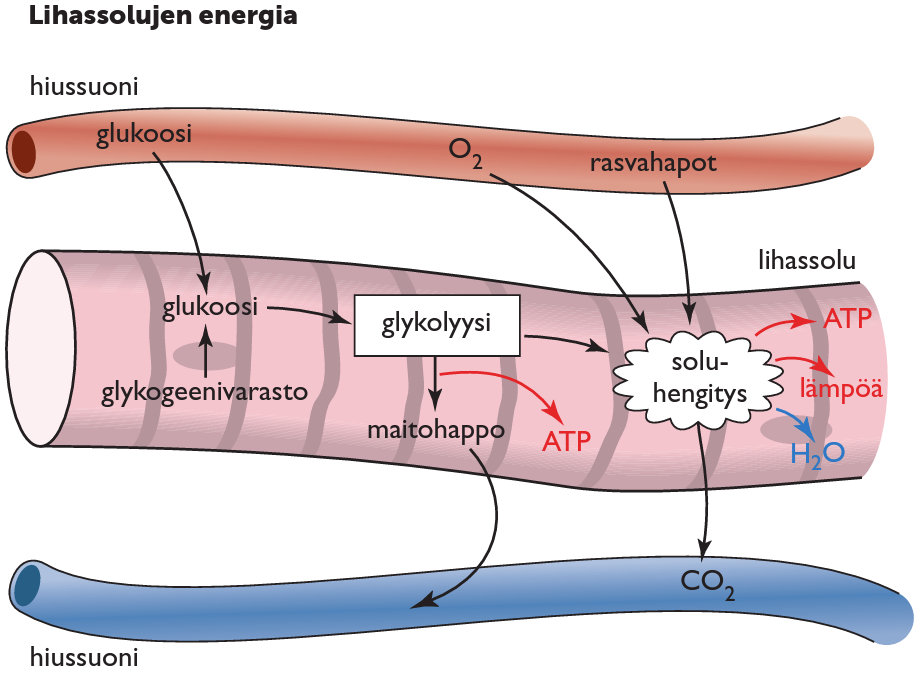 Lihassolujen energia
hiussuoni
glukoosi
O₂
rasvahapot
lihassolu
glukoosi
glykolyysi
ATP
solu-
hengitys
lämpöä
glykogeenivarasto
maitohappo
ATP
H₂O
CO₂
hiussuoni